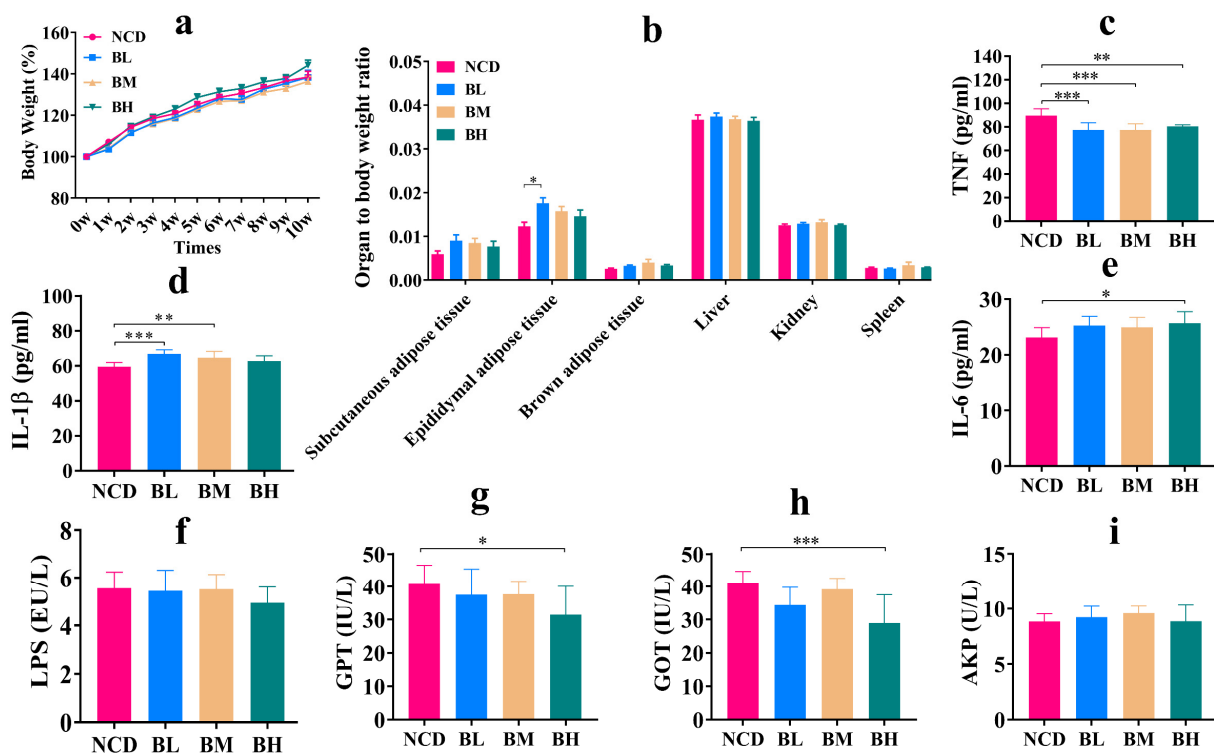 a
Body Weight (%)
160
140
120
100
80
NCD
BL
BM
BH
0w 1w 2w 3w 4w 5w 6w 7w 8w 9w 10w
Times
b
Organ to body weight ratio
0.05
0.04
0.03
0.02
0.01
0.00
NCD
BL
BM
BH
*
Subcutaneous adipose tissue
Epididymal adipose tissue
Brown adipose tissue
Liver
Kidney
Spleen
c
TNF (pg/ml)
140
120
100
80
60
40
20
0
**
***
***
NCD BL BM BH
d
IL-1β (pg/ml)
100
80
60
40
20
0
**
***
NCD BL BM BH
e
IL-6 (pg/ml)
30
20
10
0
*
NCD BL BM BH
f
LPS (EU/L)
8
6
4
2
0
NCD BL BM BH
g
GPT (IU/L)
50
40
30
20
10
0
*
NCD BL BM BH
h
GOT (IU/L)
50
40
30
20
10
0
***
NCD BL BM BH
i
AKP (U/L)
15
10
5
0
NCD BL BM BH